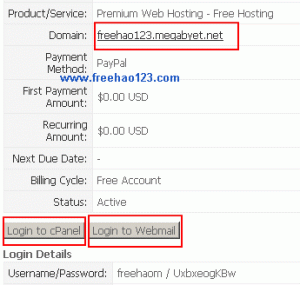 Product/Service: Premium Web Hosting - Free Hosting
Domain: freehao123.megabyet.net
Payment Method: PayPal
www.freehao123.com
First Payment Amount: $0.00 USD
Recurring Amount: $0.00 USD
Next Due Date: -
Billing Cycle: Free Account
Status: Active
Login to cPanel Login to Webmail
Login Details
Username/Password: freehaom / UxbxeogKBw